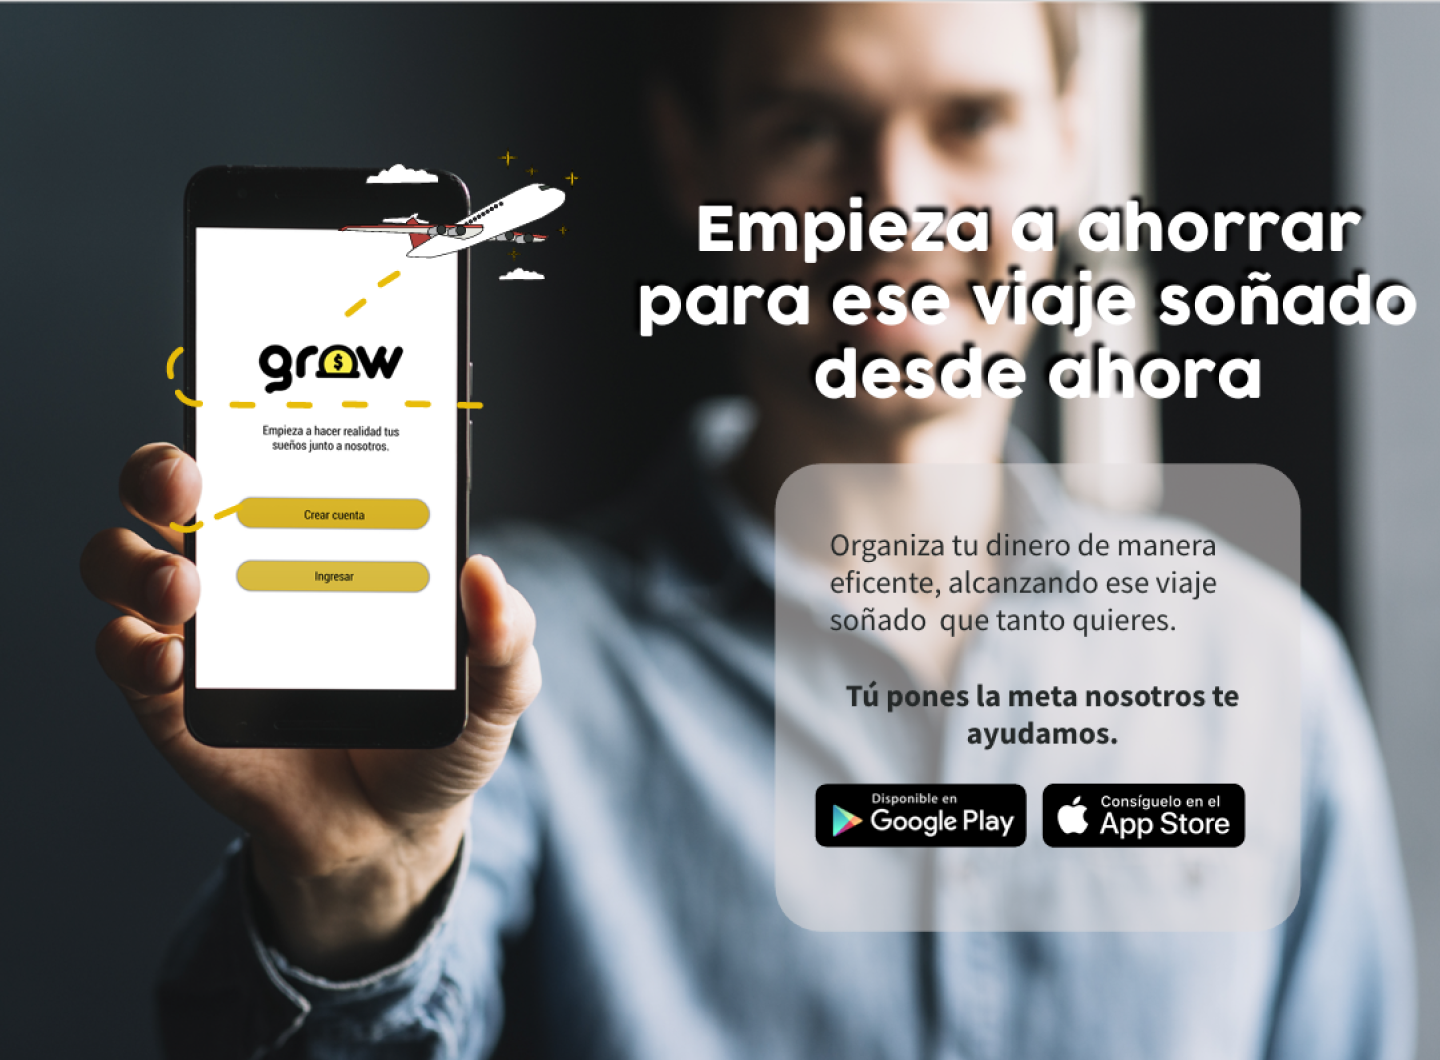 Empieza a ahorrar
para ese viaje soñado
desde ahora
grow
Empieza a hacer realidad tus
sueños junto a nosotros.
Crear cuenta
Ingresar
Organiza tu dinero de manera
eficente, alcanzando ese viaje
soñado que tanto quieres.
Tú pones la meta nosotros te
ayudamos.
Disponible en
Google Play
Consíguelo en el
App Store